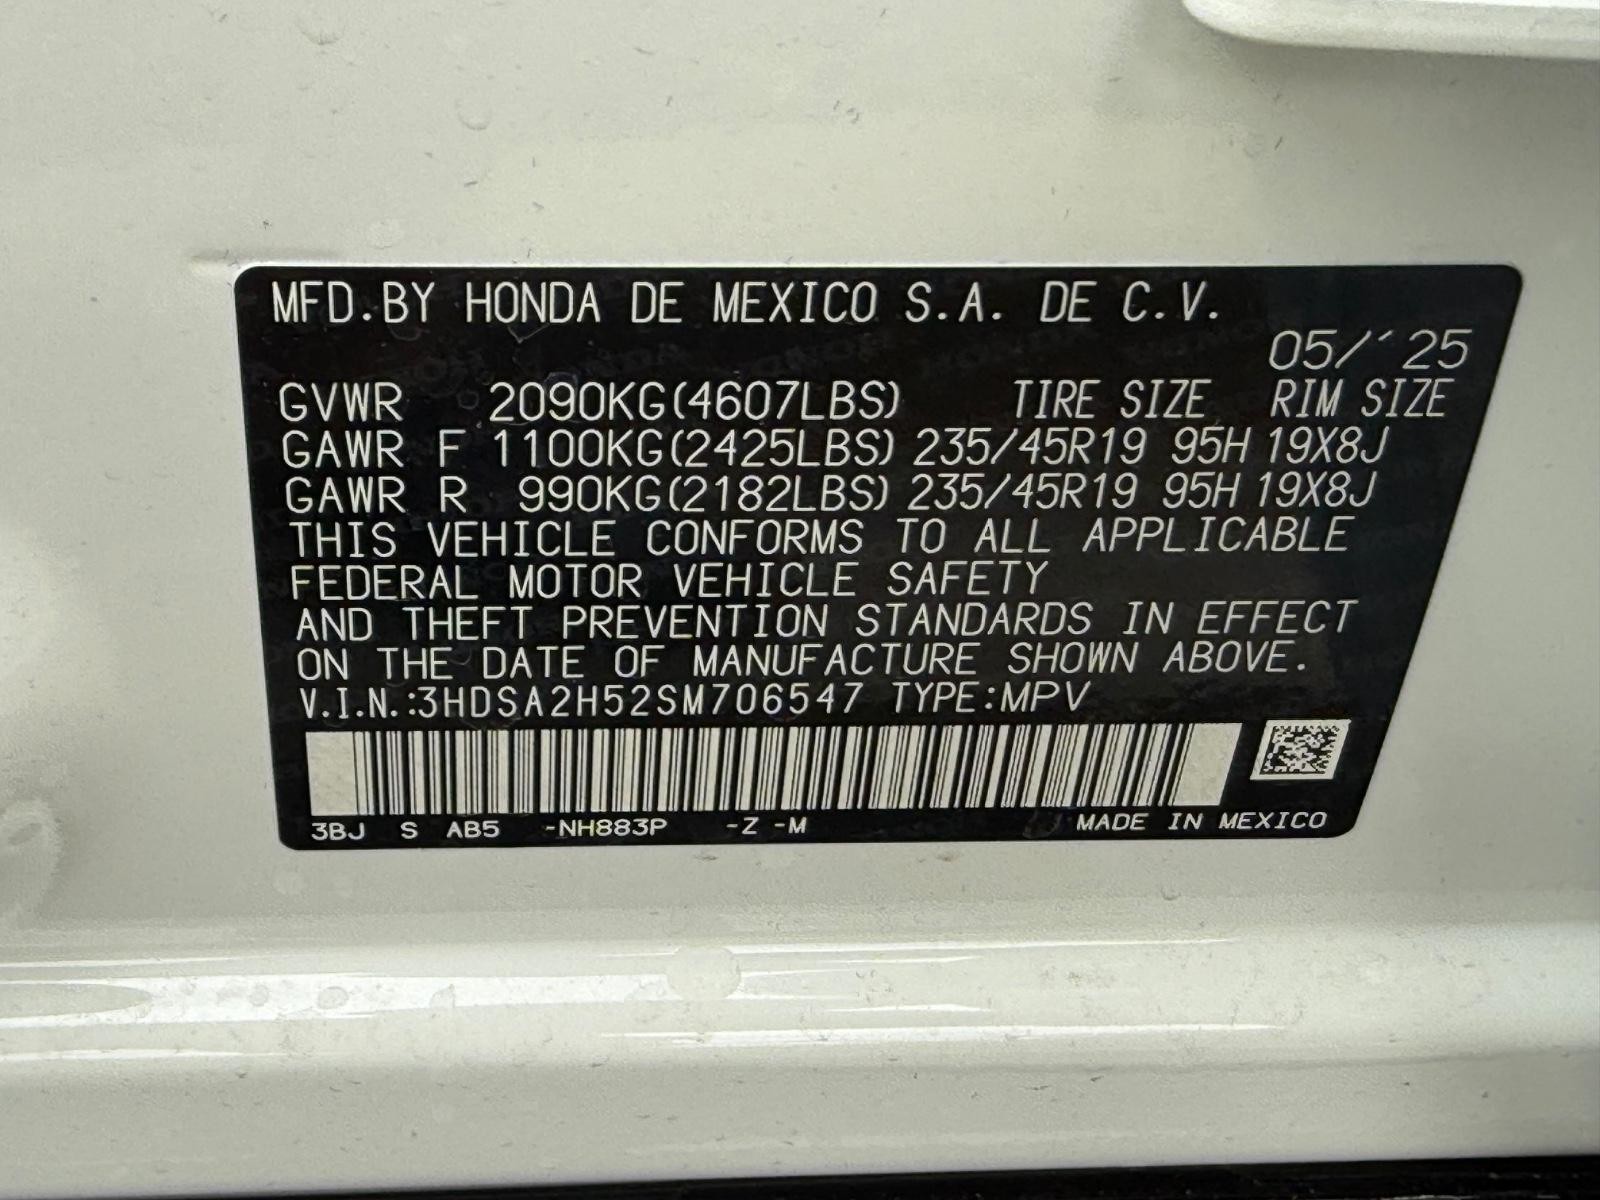 MFD.BY HONDA DE MEXICO S.A. DE C.V.
05/´25
GVWR 2090KG(4607LBS) TIRE SIZE RIM SIZE
GAWR F 1100KG(2425LBS) 235/45R19 95H 19X8J
GAWR R 990KG(2182LBS) 235/45R19 95H 19X8J
THIS VEHICLE CONFORMS TO ALL APPLICABLE
FEDERAL MOTOR VEHICLE SAFETY
AND THEFT PREVENTION STANDARDS IN EFFECT
ON THE DATE OF MANUFACTURE SHOWN ABOVE.
V.I.N.:3HDSA2H52SM706547 TYPE:MPV
3BJ S AB5 -NH883P -Z -M MADE IN MEXICO